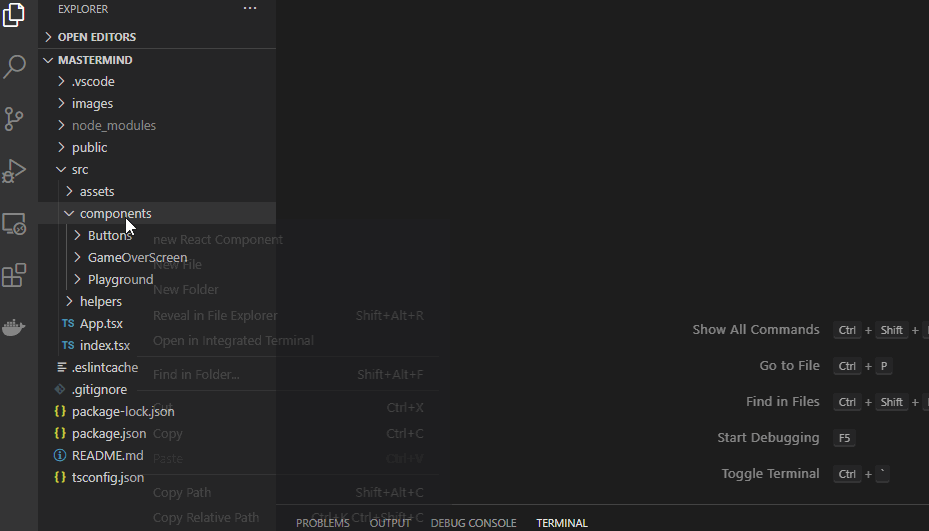 EXPLORER ...
OPEN EDITORS
MASTERMIND
.vscode
images
node_modules
public
src
assets
components
Buttons
GameOverScreen
Playground
helpers
TS App.tsx
TS index.tsx
.eslintcache
.gitignore
{} package-lock.json
{} package.json
README.md
{} tsconfig.json
new React Component
New File
New Folder
Reveal in File Explorer Shift+Alt+R
Open in Integrated Terminal
Find in Folder... Shift+Alt+F
Cut Ctrl+X
Copy Ctrl+C
Paste Ctrl+V
Copy Path Shift+Alt+C
Copy Relative Path Ctrl+K Ctrl+Shift+C
Show All Commands Ctrl + Shift +
Go to File Ctrl + P
Find in Files Ctrl + Shift +
Start Debugging F5
Toggle Terminal Ctrl + `
PROBLEMS OUTPUT DEBUG CONSOLE TERMINAL